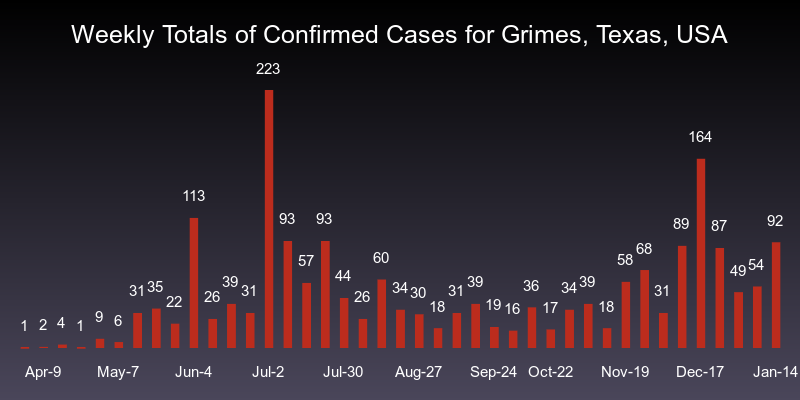 Weekly Totals of Confirmed Cases for Grimes, Texas, USA
1 2 4 1 9 6 31 35 22 113 26 39 31 223 93 57 93 44 26 60 34 30 18 31 39 19 16 36 17 34 39 18 58 68 31 89 164 87 49 54 92
Apr-9 May-7 Jun-4 Jul-2 Jul-30 Aug-27 Sep-24 Oct-22 Nov-19 Dec-17 Jan-14